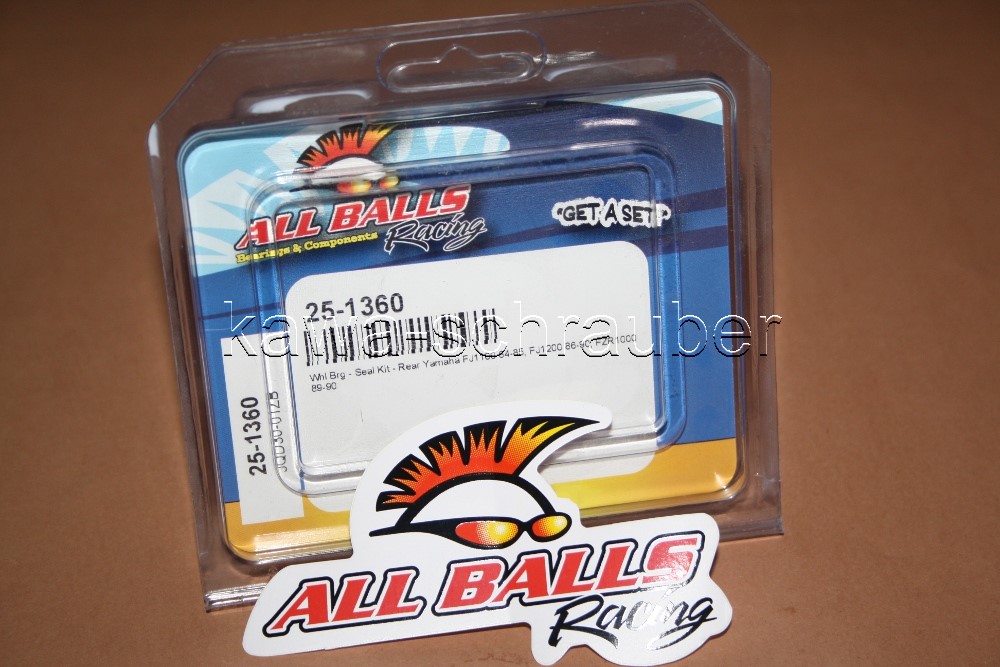 ALL BALLS
Racing
Bearings & Components
"GET A SET!"
25-1360
kawa-schrauber
Whl Brg - Seal Kit - Rear Yamaha FJ1100 84-85, FJ1200 86-90, FZR1000
89-90
25-1360
ALL BALLS
Racing